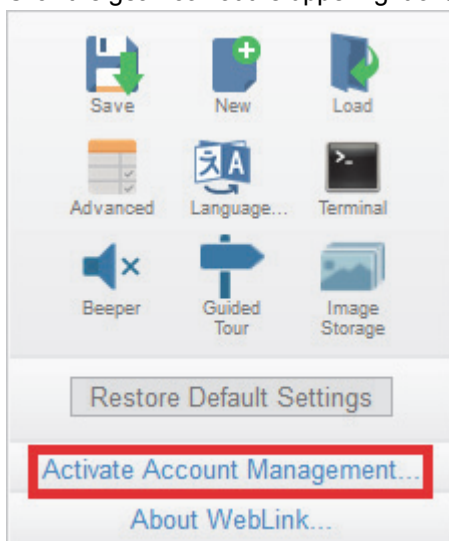 Save New Load
Advanced Language... Terminal
Beeper Guided Tour Image Storage
Restore Default Settings
Activate Account Management...
About WebLink...